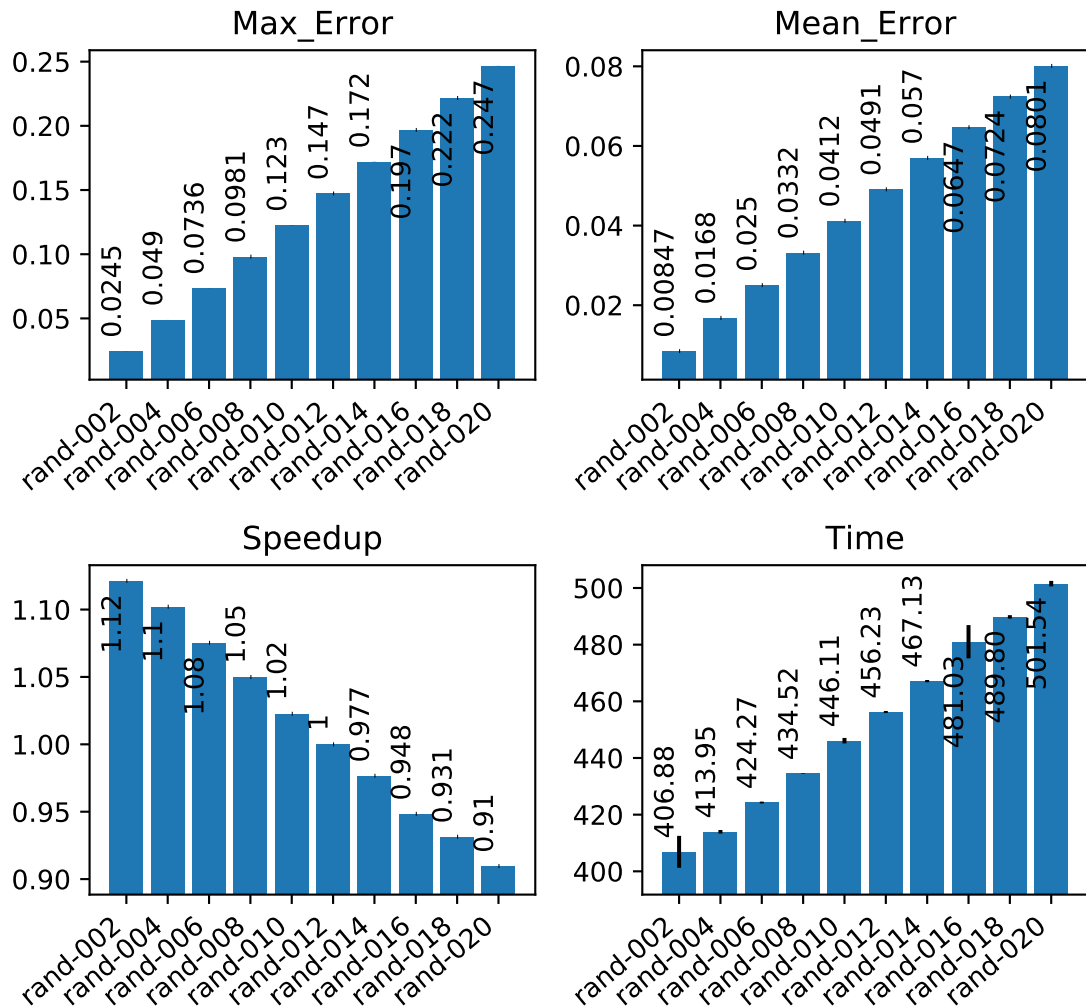 Max_Error
0.25
0.20
0.15
0.10
0.05
0.0245
0.049
0.0736
0.0981
0.123
0.147
0.172
0.197
0.222
0.247
rand-002
rand-004
rand-006
rand-008
rand-010
rand-012
rand-014
rand-016
rand-018
rand-020
Mean_Error
0.08
0.06
0.04
0.02
0.00847
0.0168
0.025
0.0332
0.0412
0.0491
0.057
0.0647
0.0724
0.0801
rand-002
rand-004
rand-006
rand-008
rand-010
rand-012
rand-014
rand-016
rand-018
rand-020
Speedup
1.10
1.05
1.00
0.95
0.90
1.12
1.1
1.08
1.05
1.02
1
0.977
0.948
0.931
0.91
rand-002
rand-004
rand-006
rand-008
rand-010
rand-012
rand-014
rand-016
rand-018
rand-020
Time
500
480
460
440
420
400
406.88
413.95
424.27
434.52
446.11
456.23
467.13
481.03
489.80
501.54
rand-002
rand-004
rand-006
rand-008
rand-010
rand-012
rand-014
rand-016
rand-018
rand-020